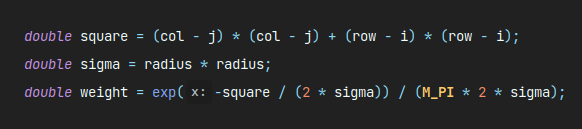 double square = (col - j) * (col - j) + (row - i) * (row - i);
double sigma = radius * radius;
double weight = exp( x: -square / (2 * sigma)) / (M_PI * 2 * sigma);